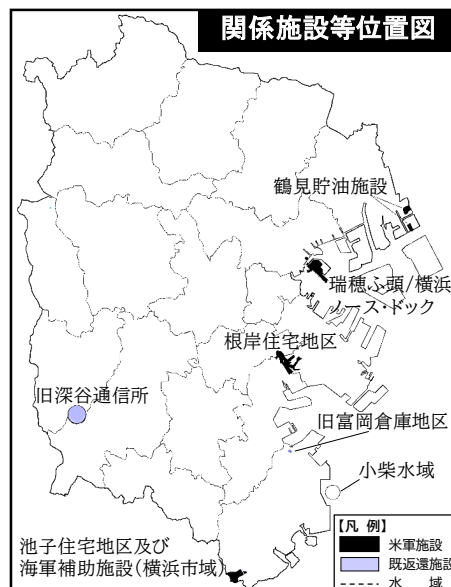 関係施設等位置図
鶴見貯油施設
瑞穂ふ頭/横浜
ノース・ドック
根岸住宅地区
旧深谷通信所
旧富岡倉庫地区
小柴水域
池子住宅地区及び
海軍補助施設(横浜市域)
【凡 例】
米軍施設
既返還施設
水 域